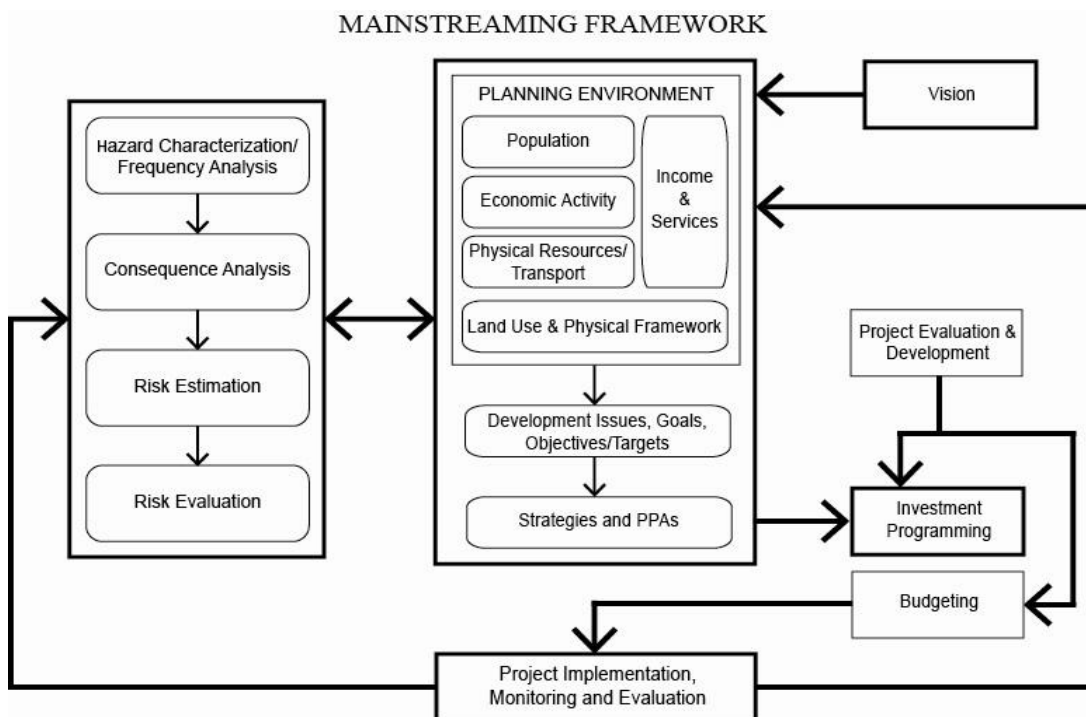 MAINSTREAMING FRAMEWORK
Hazard Characterization/
Frequency Analysis
Consequence Analysis
Risk Estimation
Risk Evaluation
PLANNING ENVIRONMENT
Population
Economic Activity
Physical Resources/
Transport
Income
&
Services
Land Use & Physical Framework
Development Issues, Goals,
Objectives/Targets
Strategies and PPAs
Vision
Project Evaluation &
Development
Investment
Programming
Budgeting
Project Implementation,
Monitoring and Evaluation